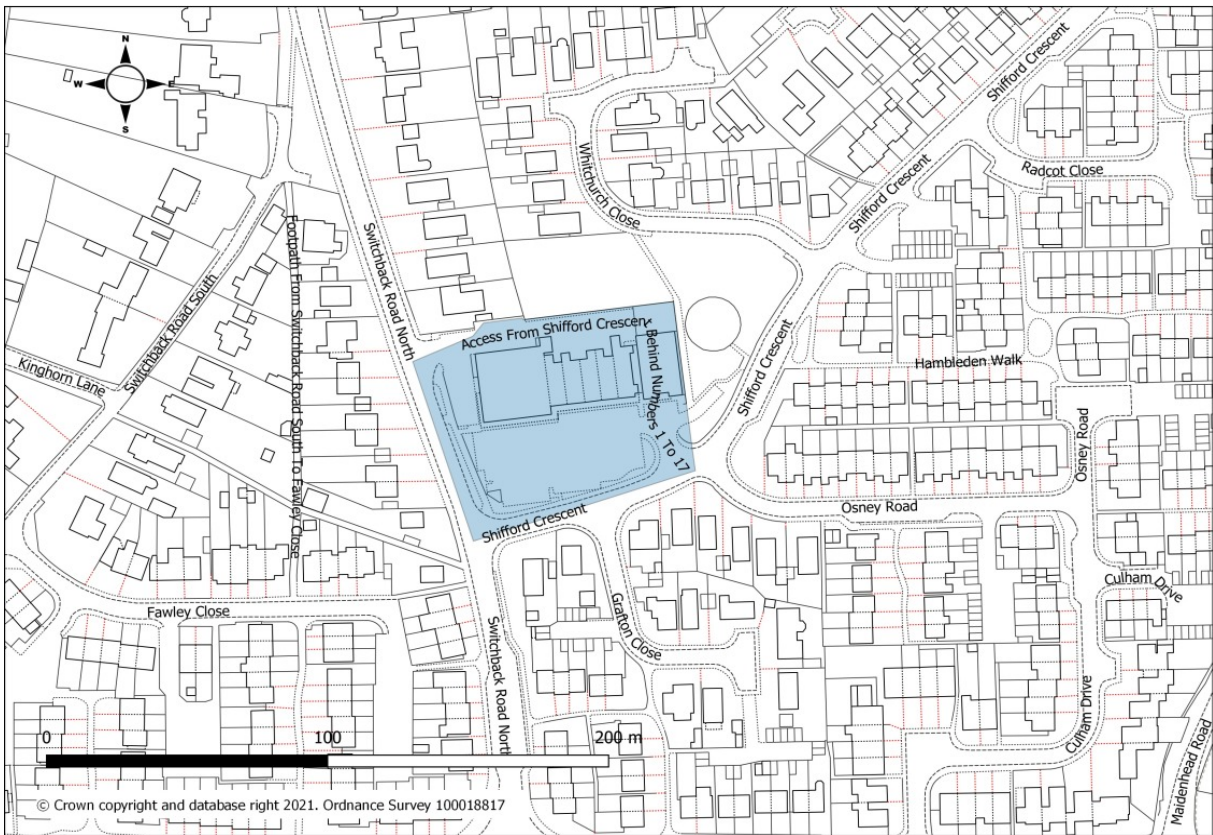 N
W
E
S
Shifford Crescent
Whitchurch Close
Shifford Crescent
Radcot Close
Shifford Crescent
Switchback Road North
Footpath From Switchback Road South To Fawley Close
Switchback Road South
Kinghorn Lane
Access From Shifford Crescent
Behind Numbers 1 To 17
Shifford Crescent
Hambleden Walk
Osney Road
Osney Road
Shifford Crescent
Culham Drive
Fawley Close
Grafton Close
Switchback Road North
Culham Drive
Maidenhead Road
0
100
200 m
© Crown copyright and database right 2021. Ordnance Survey 100018817